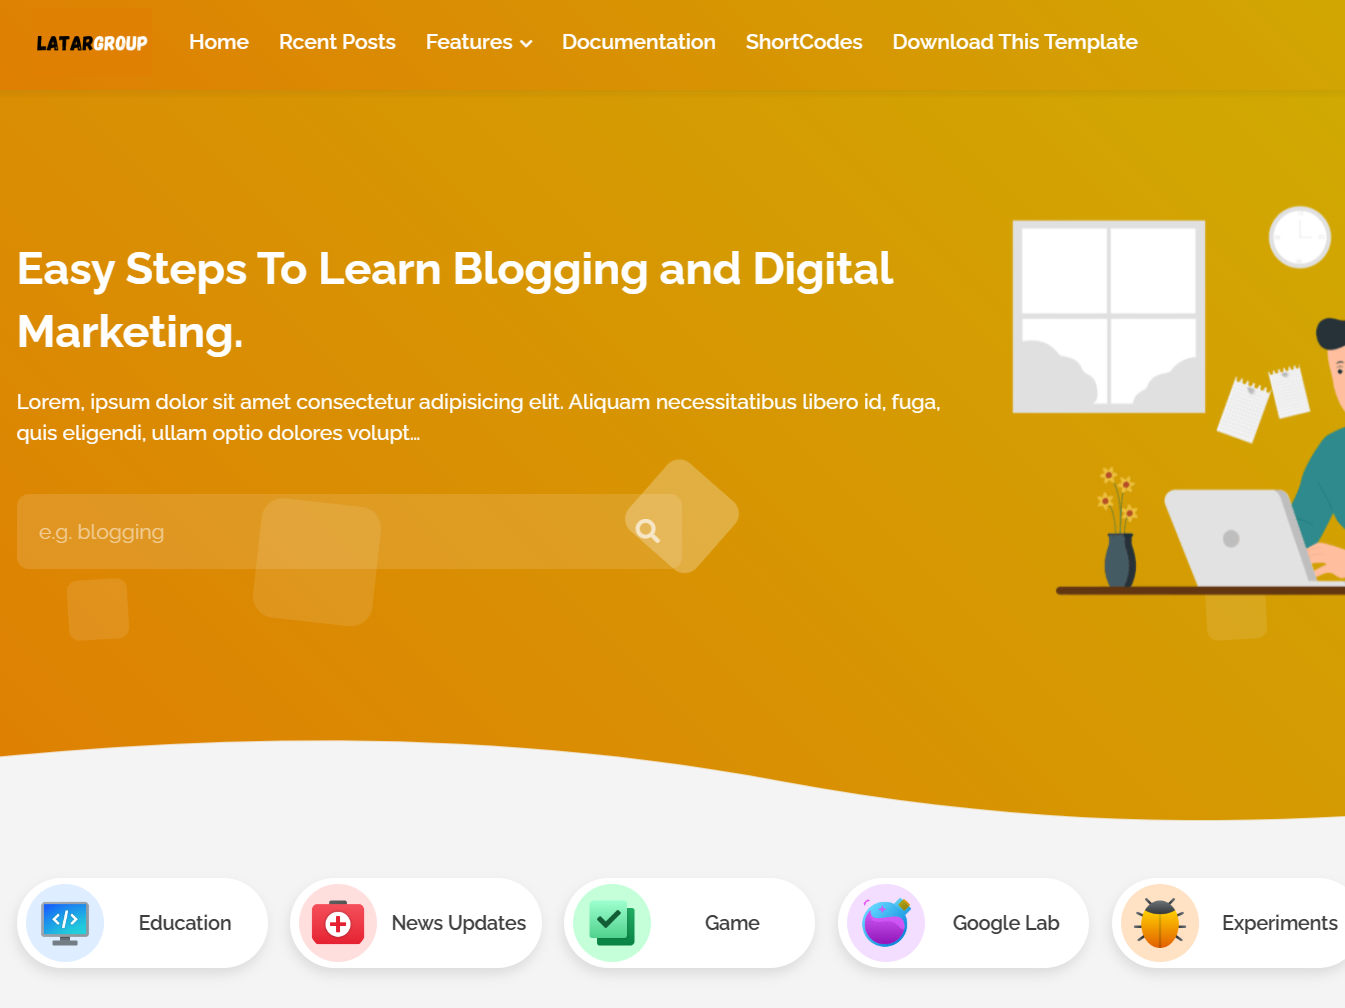 LATARGROUP Home Rcent Posts Features Documentation ShortCodes Download This Template
Easy Steps To Learn Blogging and Digital
Marketing.
Lorem, ipsum dolor sit amet consectetur adipisicing elit. Aliquam necessitatibus libero id, fuga,
quis eligendi, ullam optio dolores volupt...
e.g. blogging
Education News Updates Game Google Lab Experiments